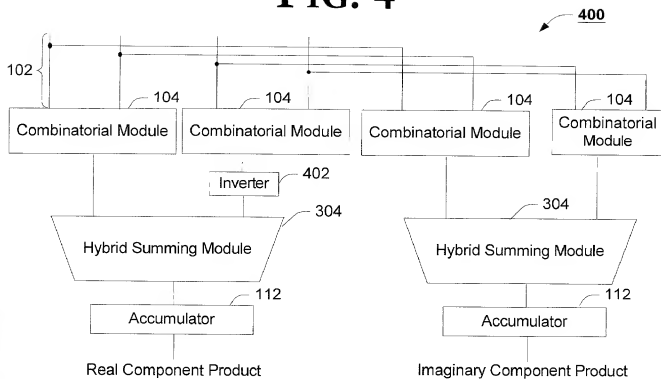 FIG. 4
400
102
104
104
104
104
Combinatorial Module
Combinatorial Module
Combinatorial Module
Combinatorial
Module
Inverter
402
304
304
Hybrid Summing Module
Hybrid Summing Module
112
112
Accumulator
Accumulator
Real Component Product
Imaginary Component Product